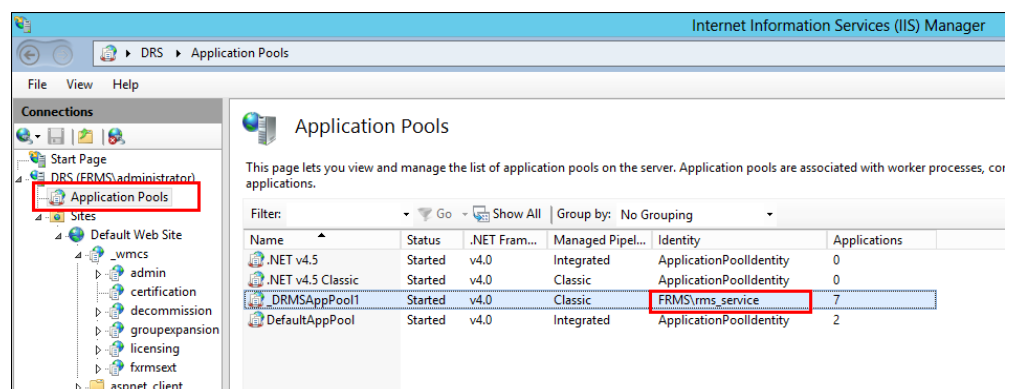 Internet Information Services (IIS) Manager
DRS Application Pools
File View Help
Connections
Start Page
DRS (FRMS\administrator)
Application Pools
Sites
Default Web Site
_wmcs
admin
certification
decommission
groupexpansion
licensing
fxrmsext
aspnet_client
Application Pools
This page lets you view and manage the list of application pools on the server. Application pools are associated with worker processes, con
applications.
Filter: Go Show All Group by: No Grouping
Name Status .NET Fram... Managed Pipel... Identity Applications
.NET v4.5 Started v4.0 Integrated ApplicationPoolIdentity 0
.NET v4.5 Classic Started v4.0 Classic ApplicationPoolIdentity 0
_DRMSAppPool1 Started v4.0 Classic FRMS\rms_service 7
DefaultAppPool Started v4.0 Integrated ApplicationPoolIdentity 2